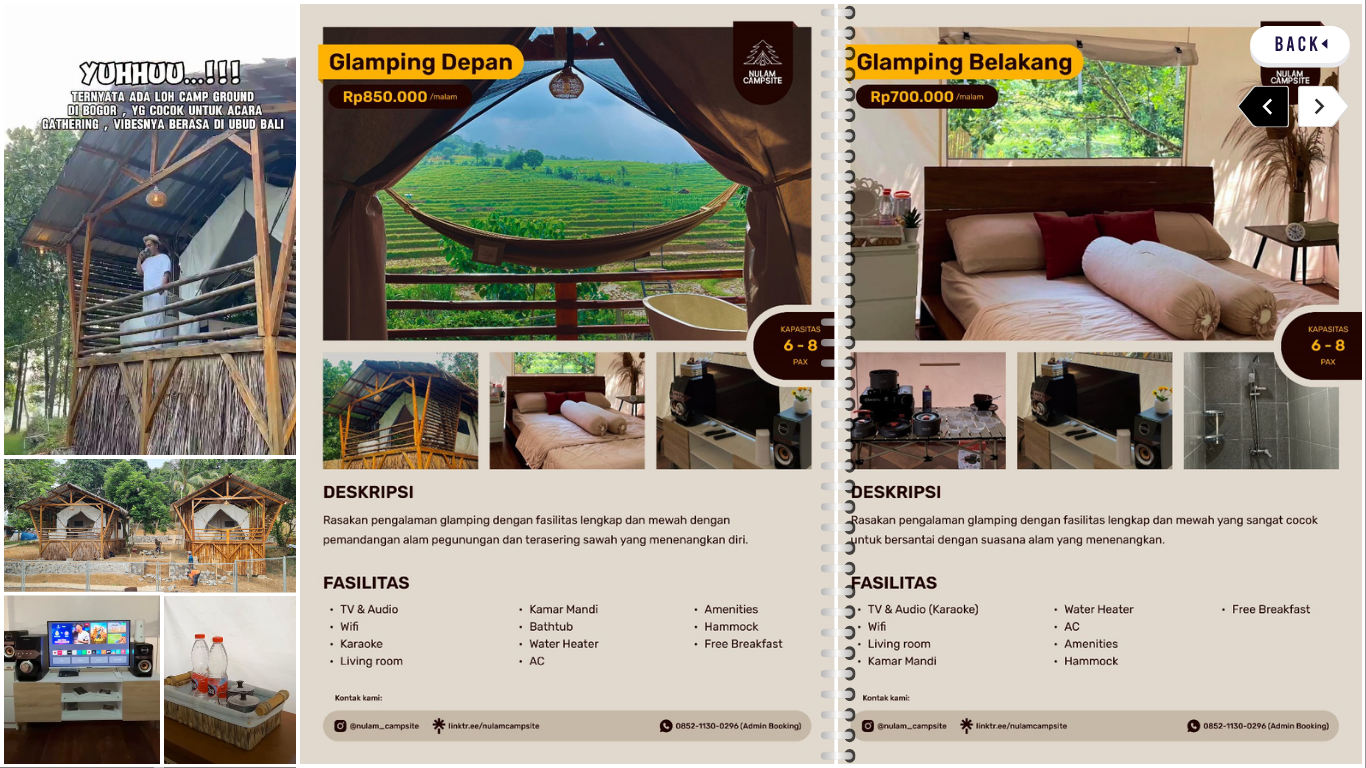 YUHHUU...!!!
TERNYATA ADA LOH CAMP GROUND
DI BOGOR , YG COCOK UNTUK ACARA
GATHERING , VIBESNYA BERASA DI UBUD BALI
Glamping Depan
Rp850.000 /malam
NULAM
CAMPSITE
KAPASITAS
6 - 8
PAX
DESKRIPSI
Rasakan pengalaman glamping dengan fasilitas lengkap dan mewah dengan
pemandangan alam pegunungan dan terasering sawah yang menenangkan diri.
FASILITAS
• TV & Audio
• Wifi
• Karaoke
• Living room
• Kamar Mandi
• Bathtub
• Water Heater
• AC
• Amenities
• Hammock
• Free Breakfast
Kontak kami:
@nulam_campsite
linktr.ee/nulamcampsite
0852-1130-0296 (Admin Booking)
Glamping Belakang
Rp700.000 /malam
BACK
CAMPSITE
KAPASITAS
6 - 8
PAX
DESKRIPSI
Rasakan pengalaman glamping dengan fasilitas lengkap dan mewah yang sangat cocok
untuk bersantai dengan suasana alam yang menenangkan.
FASILITAS
• TV & Audio (Karaoke)
• Wifi
• Living room
• Kamar Mandi
• Water Heater
• AC
• Amenities
• Hammock
• Free Breakfast
Kontak kami:
@nulam_campsite
linktr.ee/nulamcampsite
0852-1130-0296 (Admin Booking)